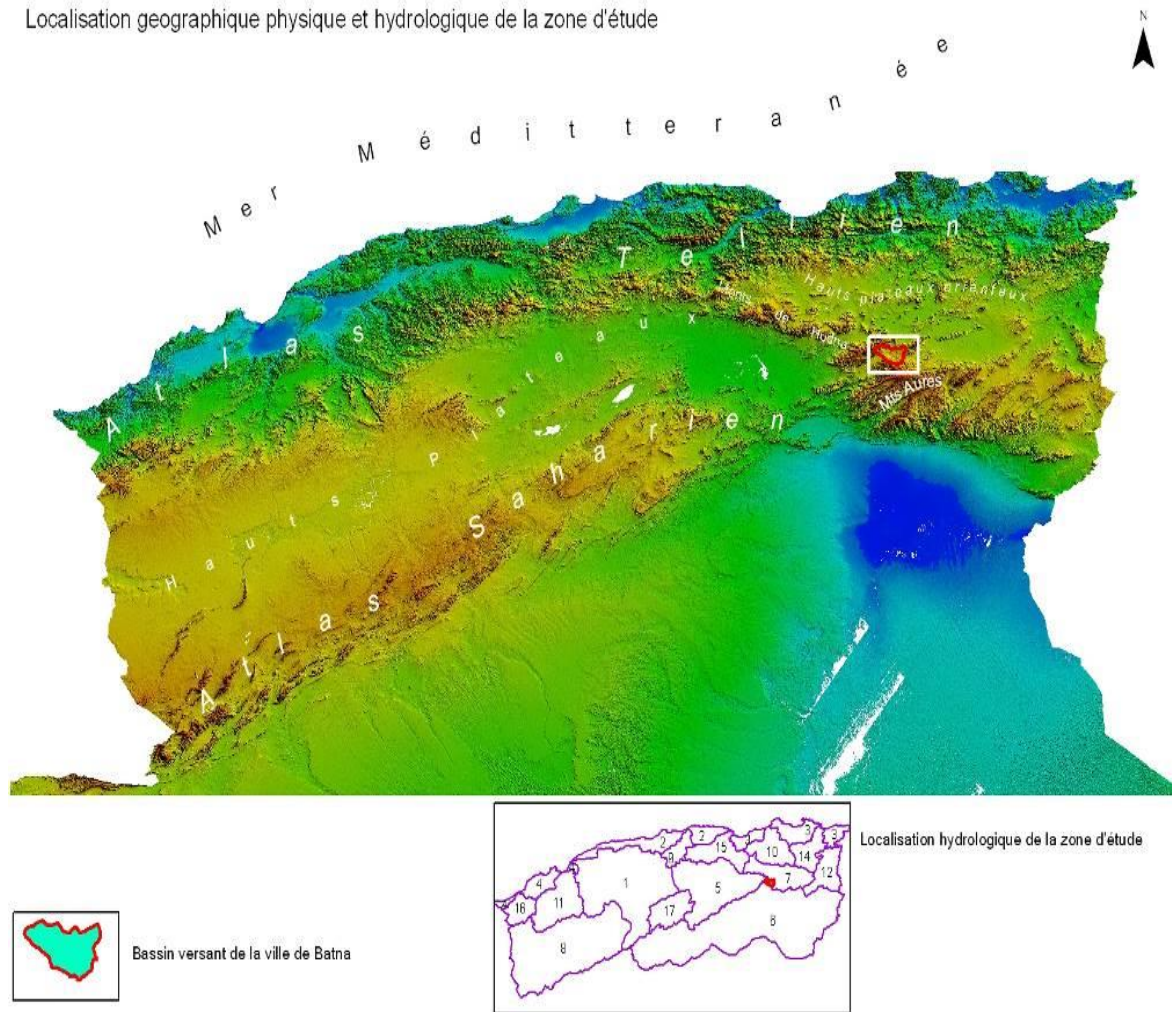 Localisation geographique physique et hydrologique de la zone d'étude
N
Mer Méditteranée
Atlas Tellien
Hauts plateaux orientaux
Monts de Hodna
Mts Aures
Hauts Plateaux
Atlas Saharien
Localisation hydrologique de la zone d'étude
2 2 3 3
9 15 10 14
4 1 5 7 12
16 11 17 6
8
Bassin versant de la ville de Batna